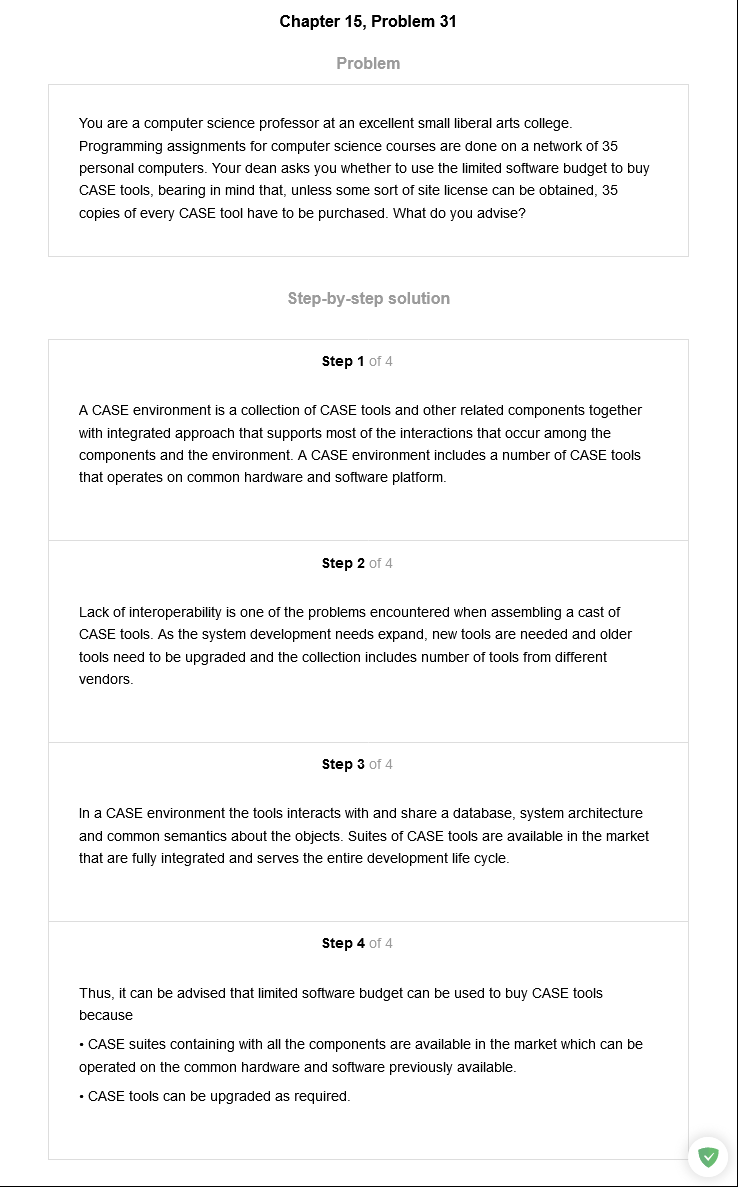 Chapter 15, Problem 31
Problem
You are a computer science professor at an excellent small liberal arts college.
Programming assignments for computer science courses are done on a network of 35
personal computers. Your dean asks you whether to use the limited software budget to buy
CASE tools, bearing in mind that, unless some sort of site license can be obtained, 35
copies of every CASE tool have to be purchased. What do you advise?
Step-by-step solution
Step 1 of 4
A CASE environment is a collection of CASE tools and other related components together
with integrated approach that supports most of the interactions that occur among the
components and the environment. A CASE environment includes a number of CASE tools
that operates on common hardware and software platform.
Step 2 of 4
Lack of interoperability is one of the problems encountered when assembling a cast of
CASE tools. As the system development needs expand, new tools are needed and older
tools need to be upgraded and the collection includes number of tools from different
vendors.
Step 3 of 4
In a CASE environment the tools interacts with and share a database, system architecture
and common semantics about the objects. Suites of CASE tools are available in the market
that are fully integrated and serves the entire development life cycle.
Step 4 of 4
Thus, it can be advised that limited software budget can be used to buy CASE tools
because
• CASE suites containing with all the components are available in the market which can be
operated on the common hardware and software previously available.
• CASE tools can be upgraded as required.